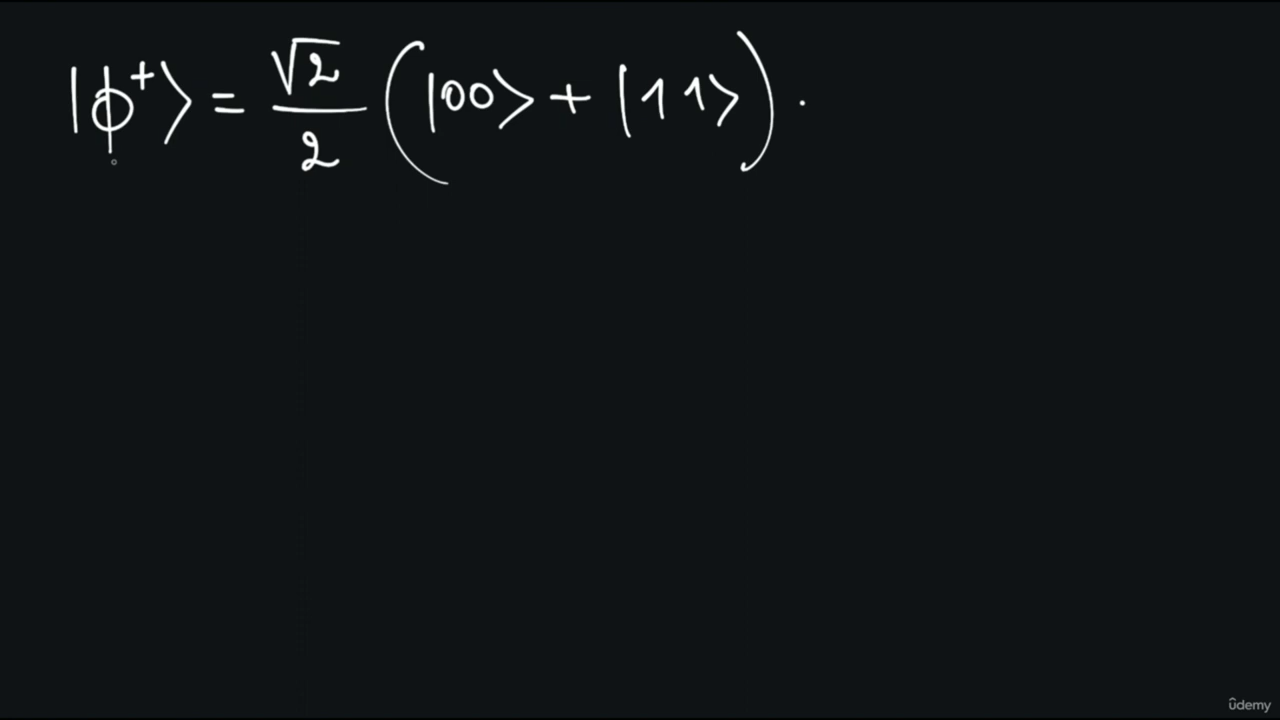 |ϕ⁺⟩ = √2/2 (|00⟩ + |11⟩).
ûdemy